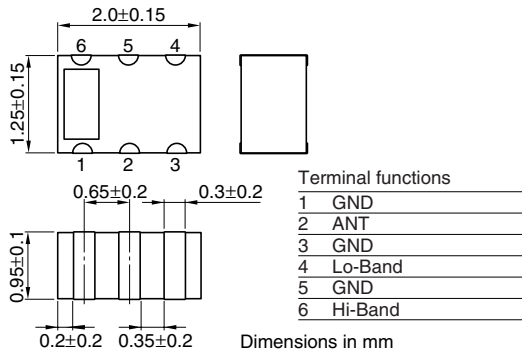 2.0±0.15
6 5 4
1.25±0.15
1 2 3
0.65±0.2 0.3±0.2
0.95±0.1
0.2±0.2 0.35±0.2
Terminal functions
1 GND
2 ANT
3 GND
4 Lo-Band
5 GND
6 Hi-Band
Dimensions in mm